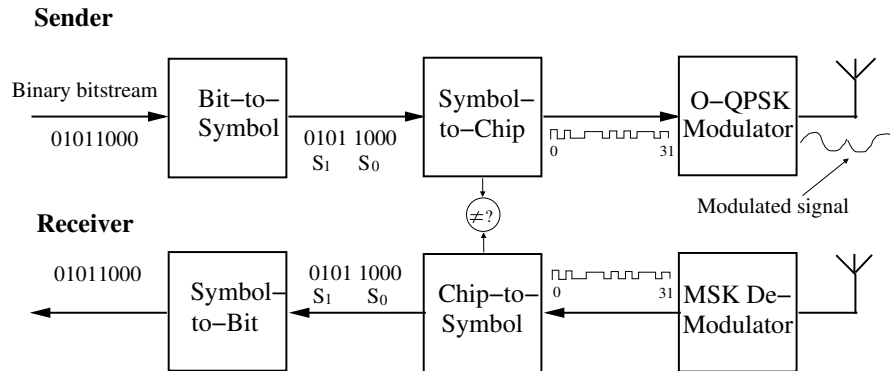 Sender
Binary bitstream
01011000
Bit−to−
Symbol
0101 1000
S1 S0
Symbol−
to−Chip
0 31
O−QPSK
Modulator
Modulated signal
≠?
Receiver
01011000
Symbol−
to−Bit
0101 1000
S1 S0
Chip−to−
Symbol
0 31
MSK De−
Modulator